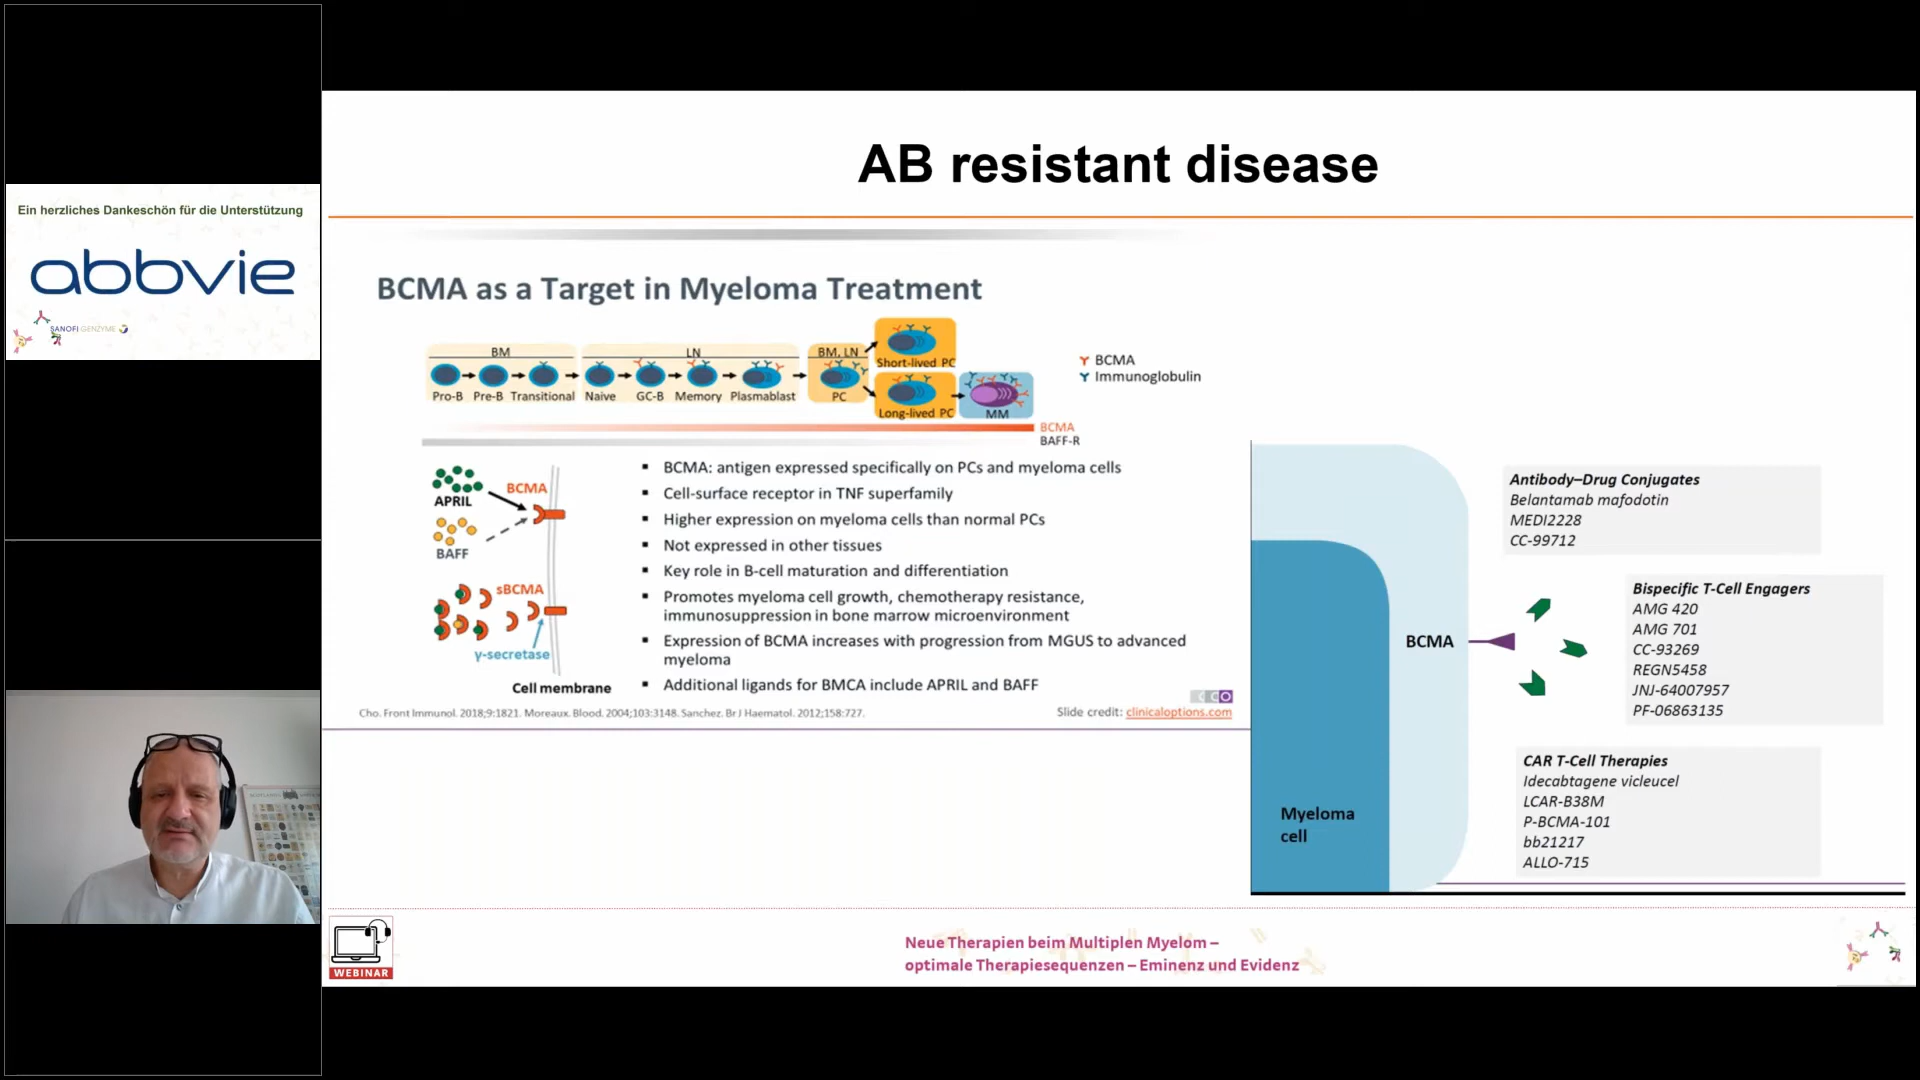 Ein herzliches Dankeschön für die Unterstützung
abbvie
SANOFI GENZYME
AB resistant disease
BCMA as a Target in Myeloma Treatment
BM
LN
BM, LN
Pro-B
Pre-B
Transitional
Naive
GC-B
Memory
Plasmablast
PC
Short-lived PC
Long-lived PC
MM
BCMA
Immunoglobulin
BCMA
BAFF-R
APRIL
BCMA
BAFF
sBCMA
γ-secretase
Cell membrane
▪ BCMA: antigen expressed specifically on PCs and myeloma cells
▪ Cell-surface receptor in TNF superfamily
▪ Higher expression on myeloma cells than normal PCs
▪ Not expressed in other tissues
▪ Key role in B-cell maturation and differentiation
▪ Promotes myeloma cell growth, chemotherapy resistance,
immunosuppression in bone marrow microenvironment
▪ Expression of BCMA increases with progression from MGUS to advanced
myeloma
▪ Additional ligands for BMCA include APRIL and BAFF
CCO
Cho. Front Immunol. 2018;9:1821. Moreaux. Blood. 2004;103:3148. Sanchez. Br J Haematol. 2012;158:727.
Slide credit: clinicaloptions.com
BCMA
Myeloma
cell
Antibody–Drug Conjugates
Belantamab mafodotin
MEDI2228
CC-99712
Bispecific T-Cell Engagers
AMG 420
AMG 701
CC-93269
REGN5458
JNJ-64007957
PF-06863135
CAR T-Cell Therapies
Idecabtagene vicleucel
LCAR-B38M
P-BCMA-101
bb21217
ALLO-715
WEBINAR
Neue Therapien beim Multiplen Myelom –
optimale Therapiesequenzen – Eminenz und Evidenz